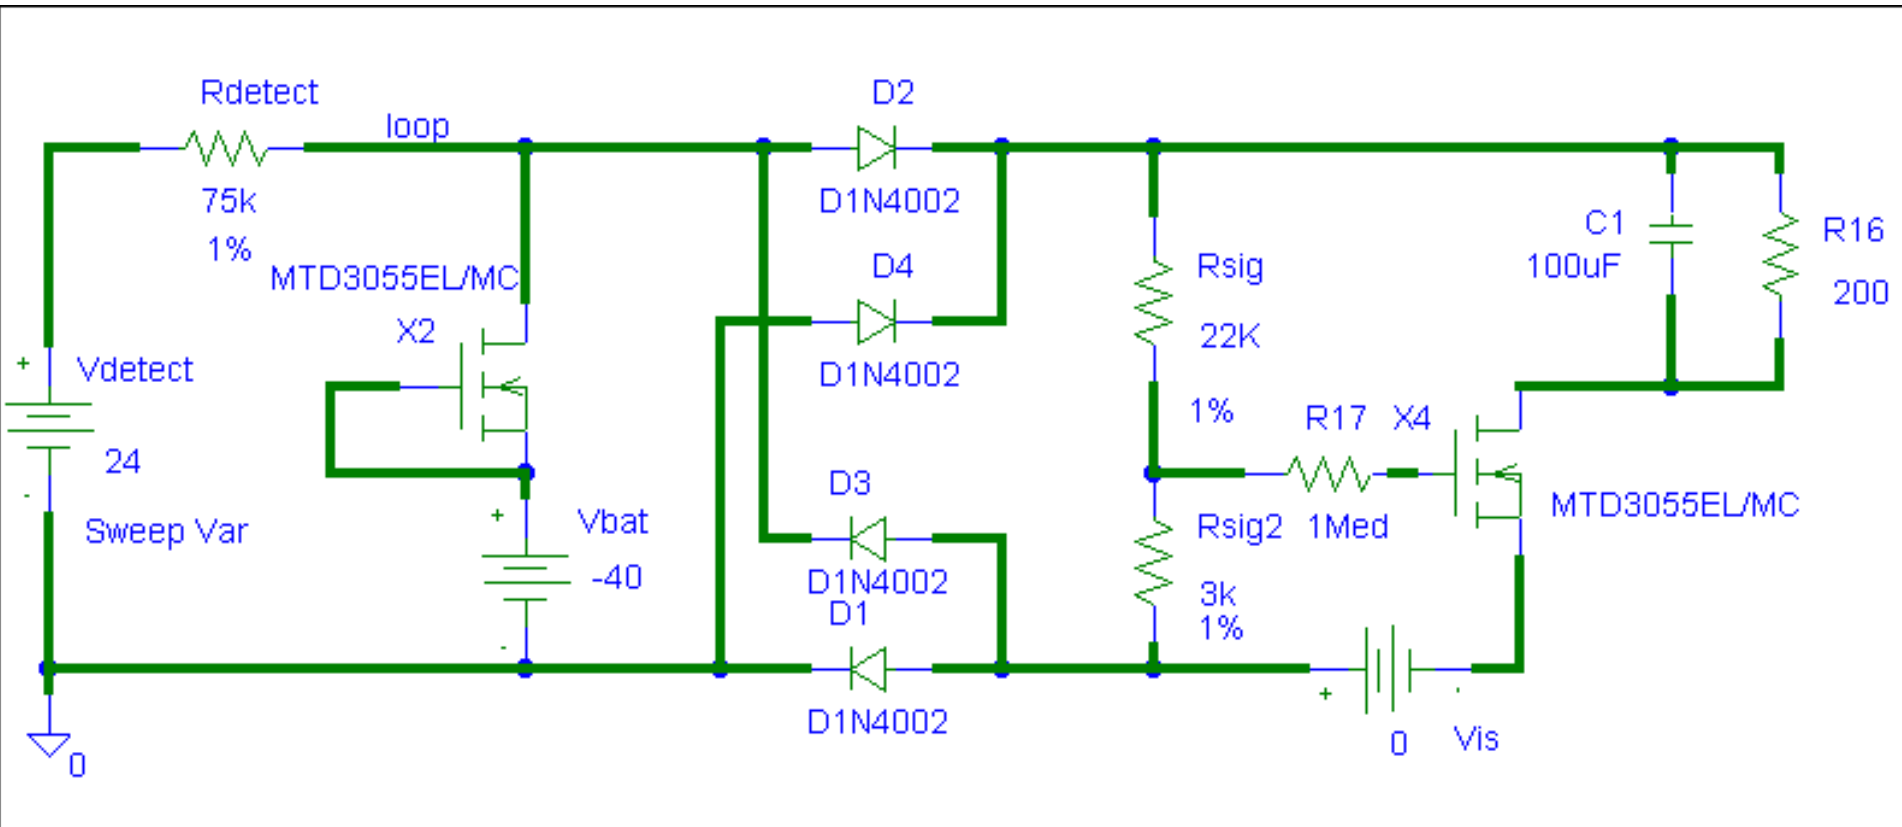 Rdetect
loop
75k
1%
D2
D1N4002
MTD3055EL/MC
X2
D4
D1N4002
Rsig
22K
1%
C1
100uF
R16
200
+
Vdetect
24
-
Sweep Var
+
Vbat
-40
-
D3
D1N4002
D1
D1N4002
R17
X4
1Med
MTD3055EL/MC
Rsig2
3k
1%
+
-
0
Vis
0